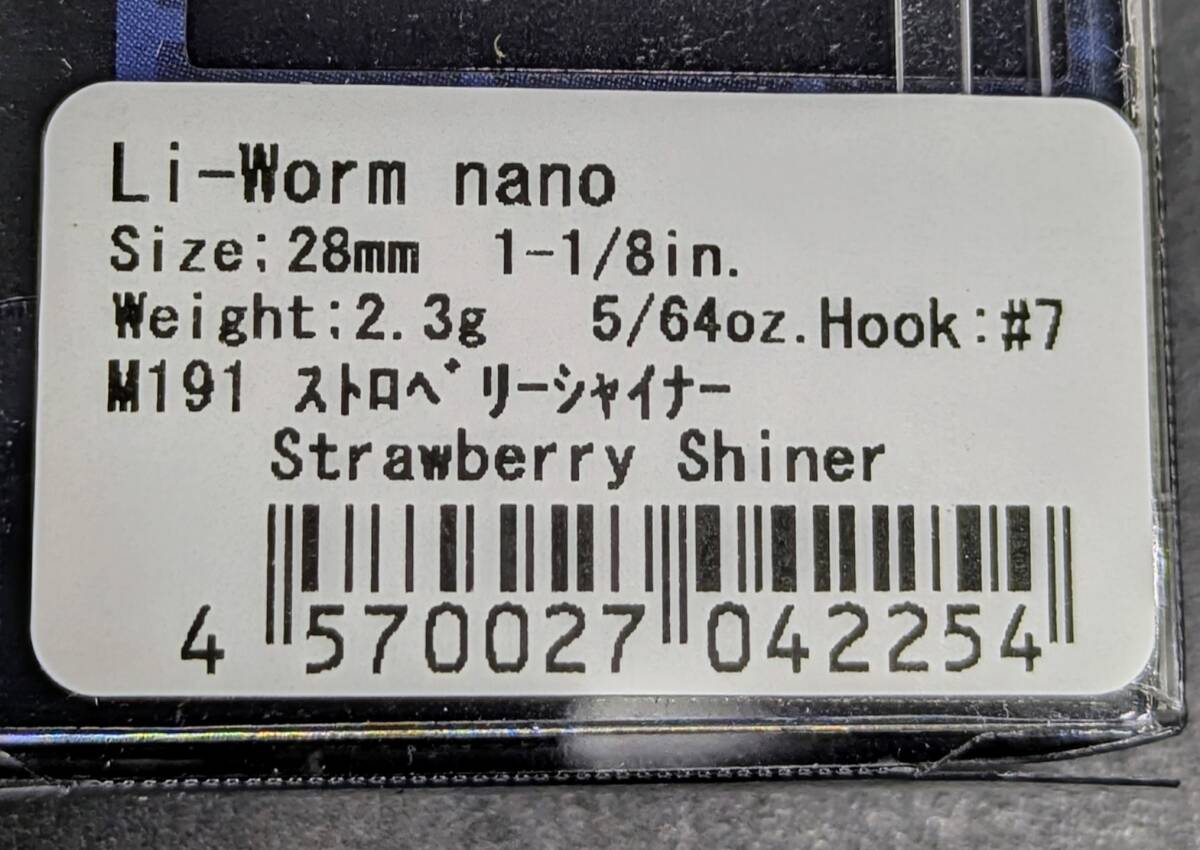 Li-Worm nano
Size:28mm 1-1/8in.
Weight:2.3g 5/64oz.Hook:#7
M191 ｽﾄﾛﾍﾞﾘｰｼｬｲﾅｰ
Strawberry Shiner
4 570027 042254